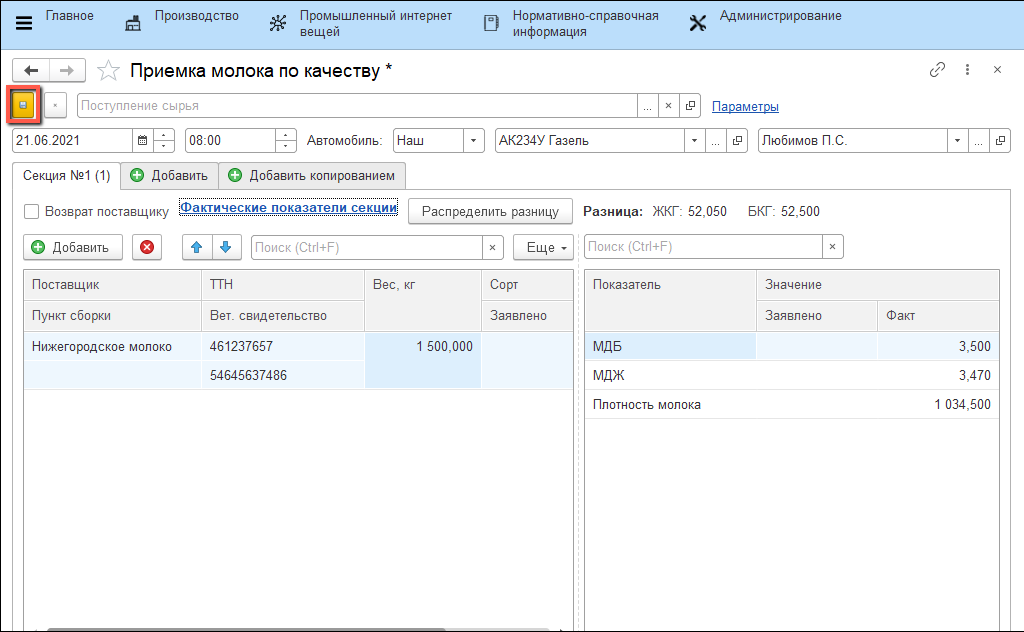 Главное
Производство
Промышленный интернет
вещей
Нормативно-справочная
информация
Администрирование
Приемка молока по качеству *
Поступление сырья
...
Параметры
21.06.2021
08:00
Автомобиль:
Наш
АК234У Газель
...
Любимов П.С.
...
Секция №1 (1)
Добавить
Добавить копированием
Возврат поставщику
Фактические показатели секции
Распределить разницу
Разница: ЖКГ: 52,050 БКГ: 52,500
Добавить
Поиск (Ctrl+F)
×
Еще
Поиск (Ctrl+F)
×
Поставщик
ТТН
Вес, кг
Сорт
Показатель
Значение
Пункт сборки
Вет. свидетельство
Заявлено
Заявлено
Факт
Нижегородское молоко
461237657
1 500,000
МДБ
3,500
54645637486
МДЖ
3,470
Плотность молока
1 034,500